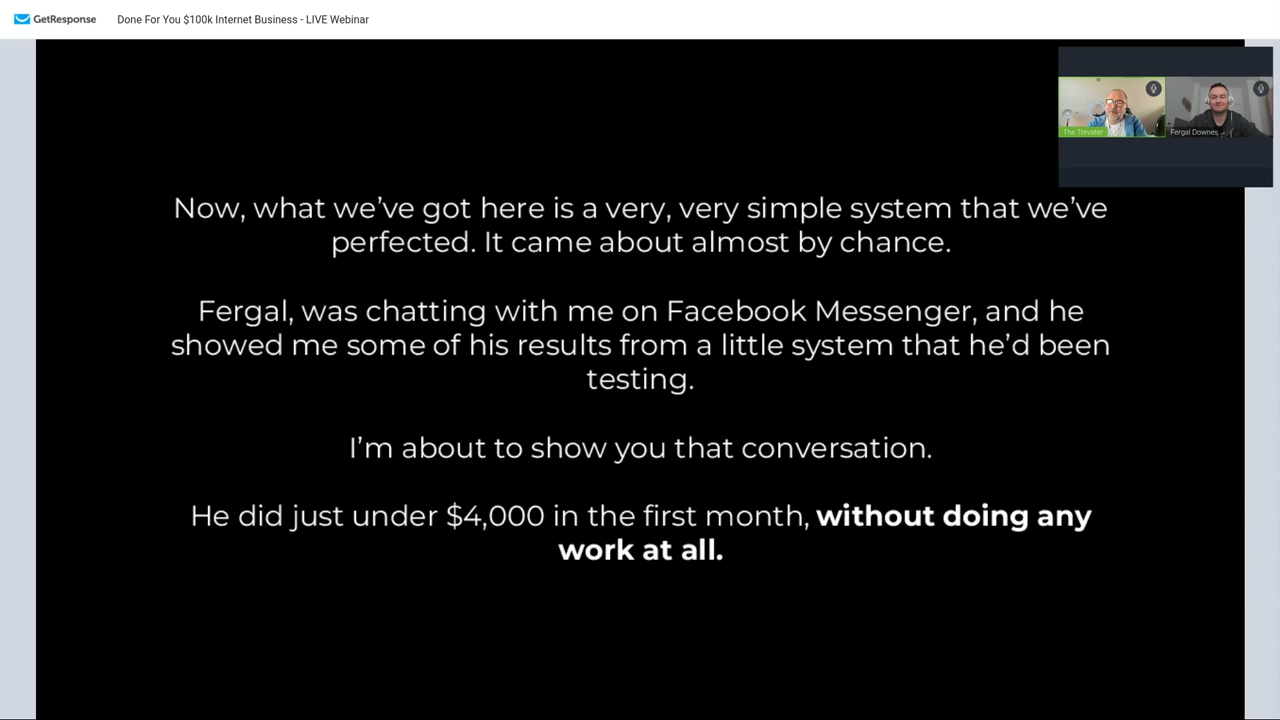 GetResponse
Done For You $100k Internet Business - LIVE Webinar
The Trevster
Fergal Downes
Now, what we’ve got here is a very, very simple system that we’ve
perfected. It came about almost by chance.
Fergal, was chatting with me on Facebook Messenger, and he
showed me some of his results from a little system that he’d been
testing.
I’m about to show you that conversation.
He did just under $4,000 in the first month, without doing any
work at all.